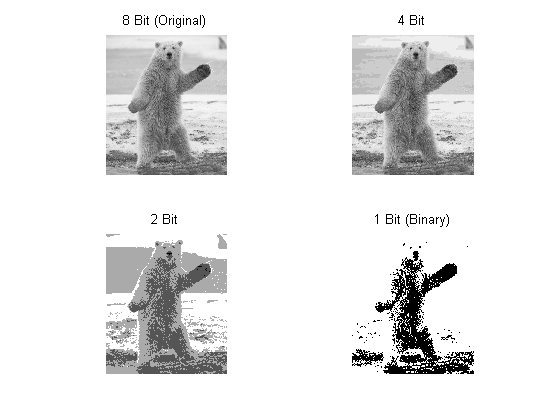 8 Bit (Original)
4 Bit
2 Bit
1 Bit (Binary)